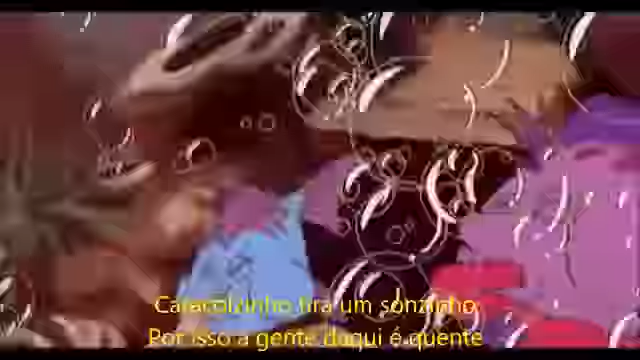 Caracolzinho tira um sonzinho
Por isso a gente daqui é quente